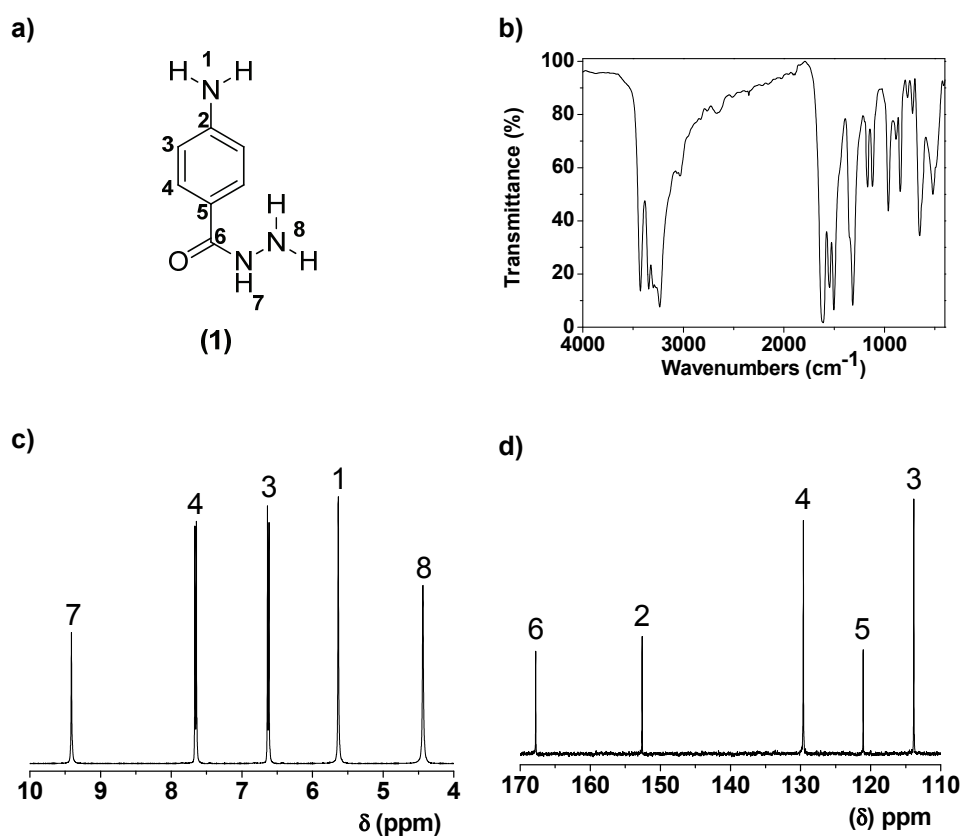 a)
1
H H
N
2
3
4
5
H
6 N 8
O N H
H
7
(1)
b)
Transmittance (%)
100
80
60
40
20
0
4000 3000 2000 1000
Wavenumbers (cm-1)
c)
7 4 3 1 8
10 9 8 7 6 5 4
δ (ppm)
d)
6 2 4 5 3
170 160 150 140 130 120 110
(δ) ppm